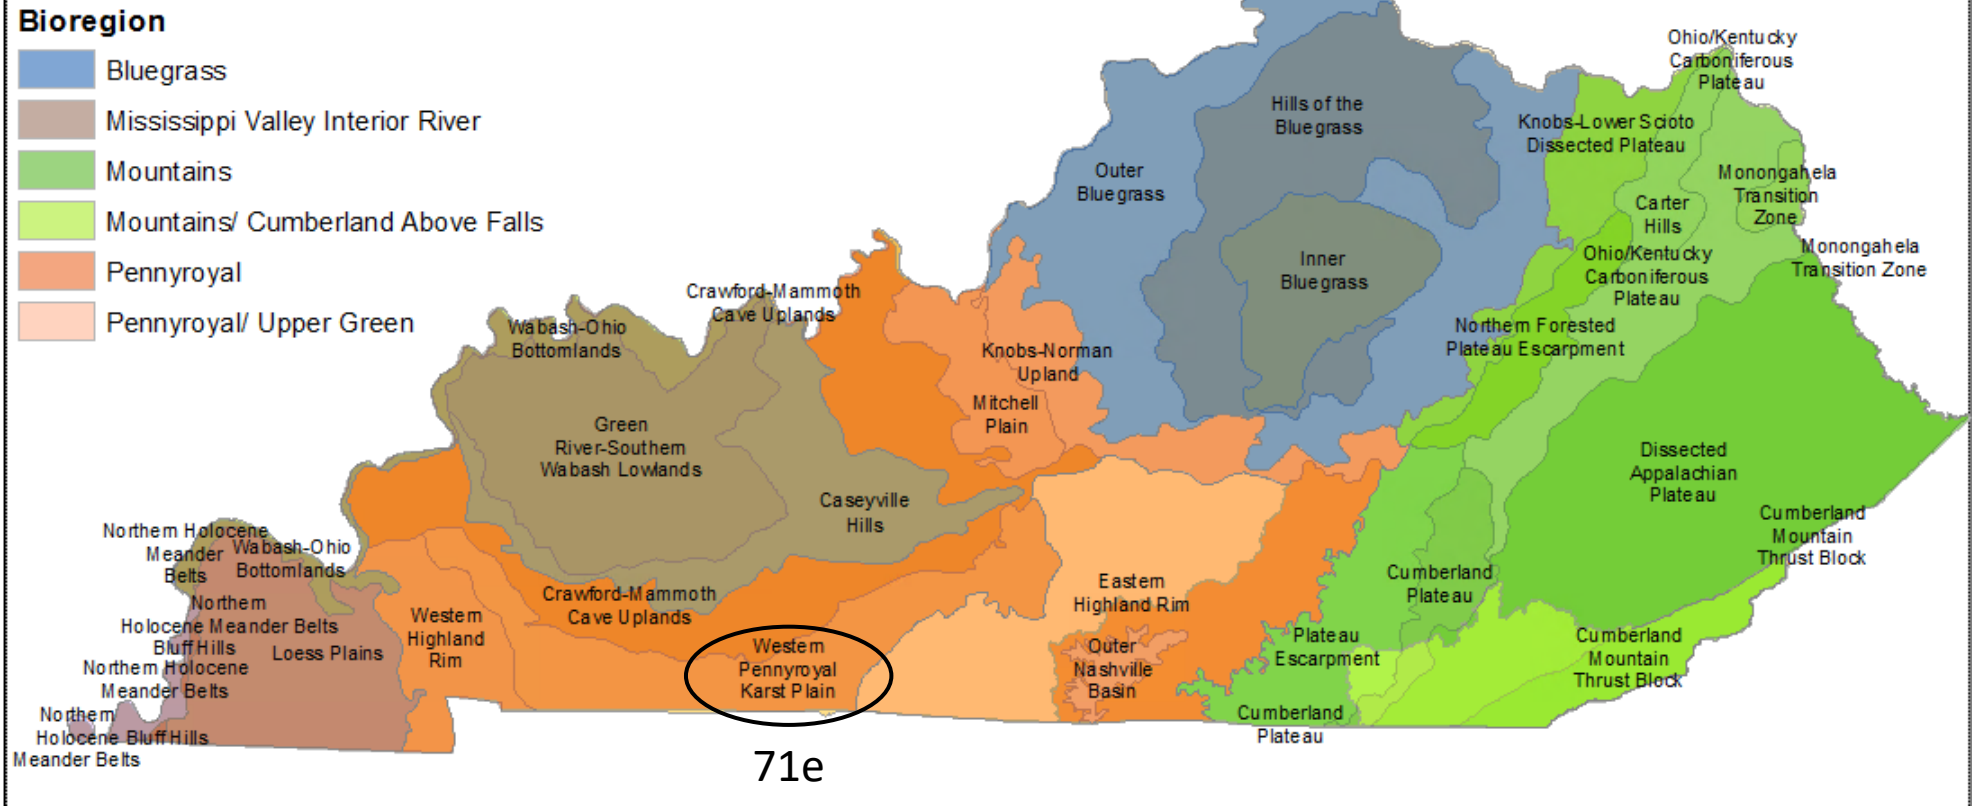 Bioregion
Bluegrass
Mississippi Valley Interior River
Mountains
Mountains/ Cumberland Above Falls
Pennyroyal
Pennyroyal/ Upper Green
Ohio/Kentucky
Carboniferous
Plateau
Hills of the
Bluegrass
Knobs-Lower Scioto
Dissected Plateau
Outer
Bluegrass
Monongahela
Transition
Zone
Carter
Hills
Monongahela
Transition Zone
Inner
Bluegrass
Ohio/Kentucky
Carboniferous
Plateau
Crawford-Mammoth
Cave Uplands
Wabash-Ohio
Bottomlands
Northern Forested
Plateau Escarpment
Knobs-Norman
Upland
Mitchell
Plain
Green
River-Southern
Wabash Lowlands
Dissected
Appalachian
Plateau
Caseyville
Hills
Cumberland
Mountain
Thrust Block
Northern Holocene
Meander
Belts
Wabash-Ohio
Bottomlands
Cumberland
Plateau
Eastern
Highland Rim
Crawford-Mammoth
Cave Uplands
Northern
Holocene Meander Belts
Bluff Hills
Loess Plains
Western
Highland
Rim
Western
Pennyroyal
Karst Plain
Outer
Nashville
Basin
Plateau
Escarpment
Cumberland
Mountain
Thrust Block
Northern Holocene
Meander Belts
Northern
Holocene Bluff Hills
Meander Belts
Cumberland
Plateau
71e